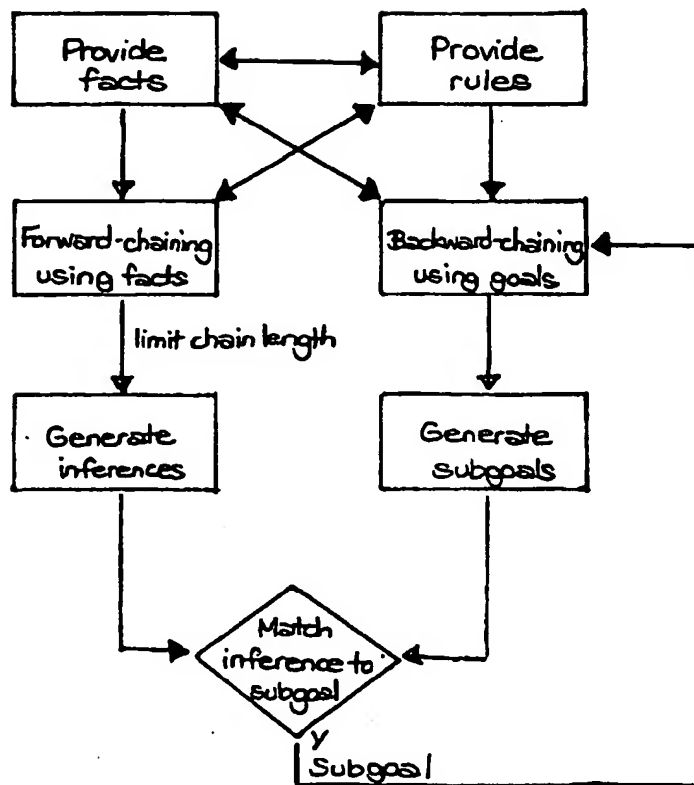 Provide
facts
Provide
rules
Forward-chaining
using facts
Backward-chaining
using goals
limit chain length
Generate
inferences
Generate
subgoals
Match
inference to
subgoal
Y
Subgoal